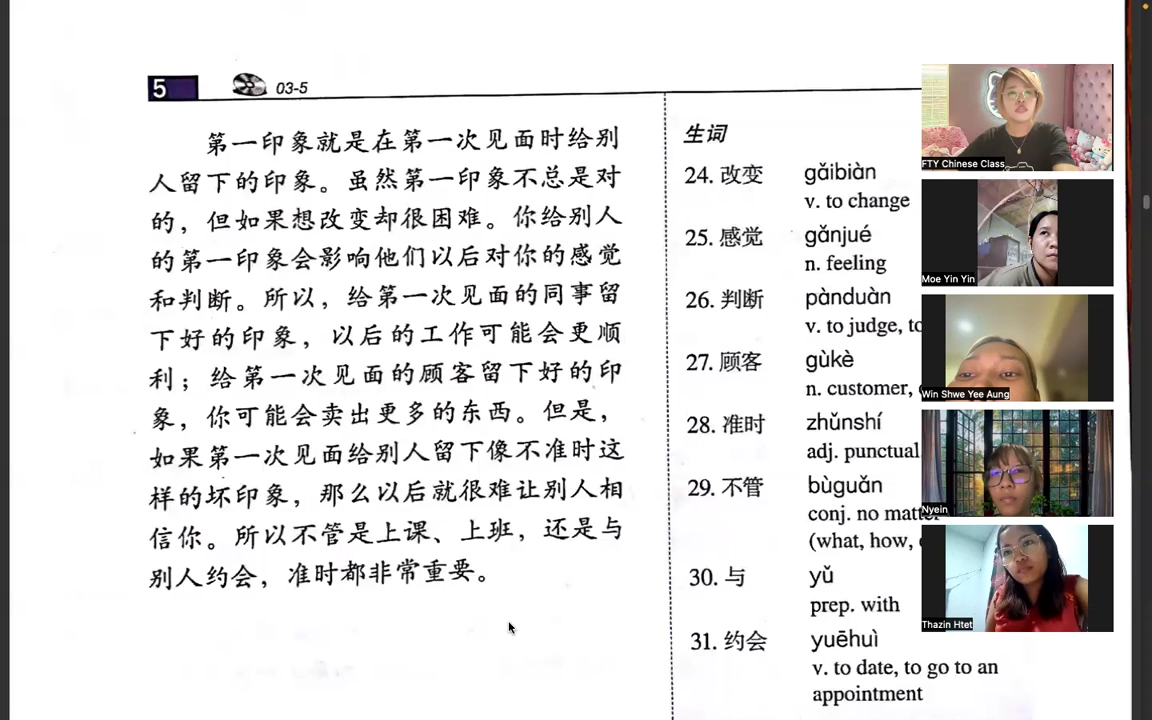 5
03-5
第一印象就是在第一次见面时给别
人留下的印象。虽然第一印象不总是对
的，但如果想改变却很困难。你给别人
的第一印象会影响他们以后对你的感觉
和判断。所以，给第一次见面的同事留
下好的印象，以后的工作可能会更顺
利；给第一次见面的顾客留下好的印
象，你可能会卖出更多的东西。但是，
如果第一次见面给别人留下像不准时这
样的坏印象，那么以后就很难让别人相
信你。所以不管是上课、上班，还是与
别人约会，准时都非常重要。
生词
24. 改变 gǎibiàn
v. to change
25. 感觉 gǎnjué
n. feeling
26. 判断 pànduàn
v. to judge,
27. 顾客 gùkè
n. customer,
28. 准时 zhǔnshí
adj. punctual
29. 不管 bùguǎn
conj. no matter
(what, how,
30. 与 yǔ
prep. with
31. 约会 yuēhuì
v. to date, to go to an
appointment
FTY Chinese Class
Moe Yin Yin
Win Shwe Yee Aung
Nyein
Thazin Htet